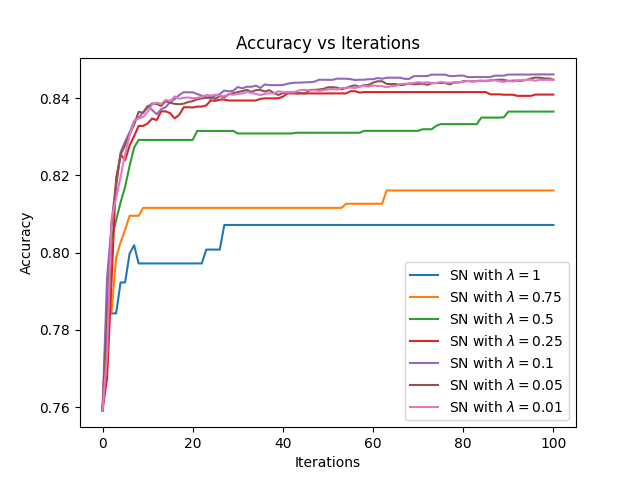 Accuracy vs Iterations
Accuracy
0.84
0.82
0.80
0.78
0.76
0 20 40 60 80 100
Iterations
SN with λ = 1
SN with λ = 0.75
SN with λ = 0.5
SN with λ = 0.25
SN with λ = 0.1
SN with λ = 0.05
SN with λ = 0.01